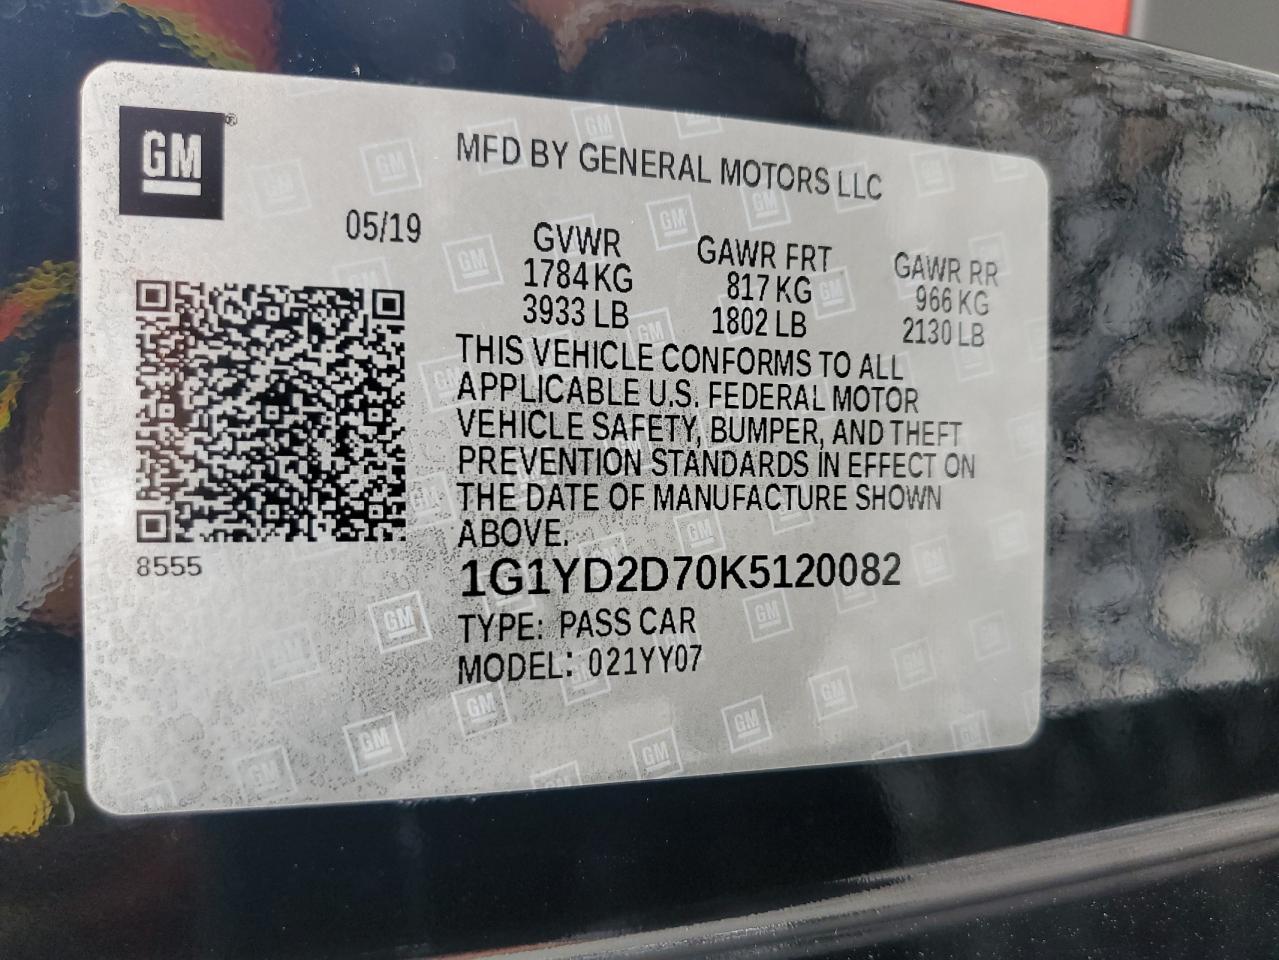 GM®
MFD BY GENERAL MOTORS LLC
05/19
GVWR GAWR FRT GAWR RR
1784 KG 817 KG 966 KG
3933 LB 1802 LB 2130 LB
THIS VEHICLE CONFORMS TO ALL
APPLICABLE U.S. FEDERAL MOTOR
VEHICLE SAFETY, BUMPER, AND THEFT
PREVENTION STANDARDS IN EFFECT ON
THE DATE OF MANUFACTURE SHOWN
ABOVE.
8555
1G1YD2D70K5120082
TYPE: PASS CAR
MODEL: 021YY07